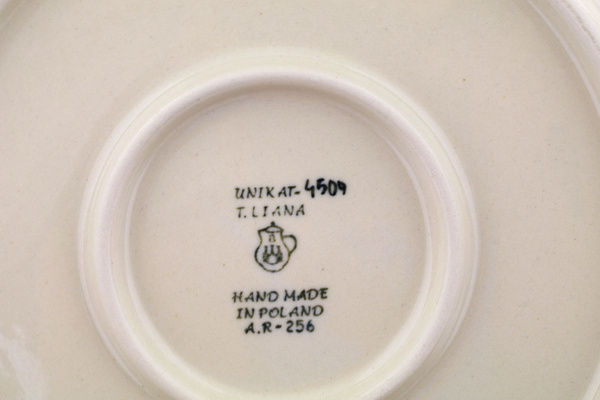 UNIKAT-4509
T. LIANA
B
HAND MADE
IN POLAND
A.R-256